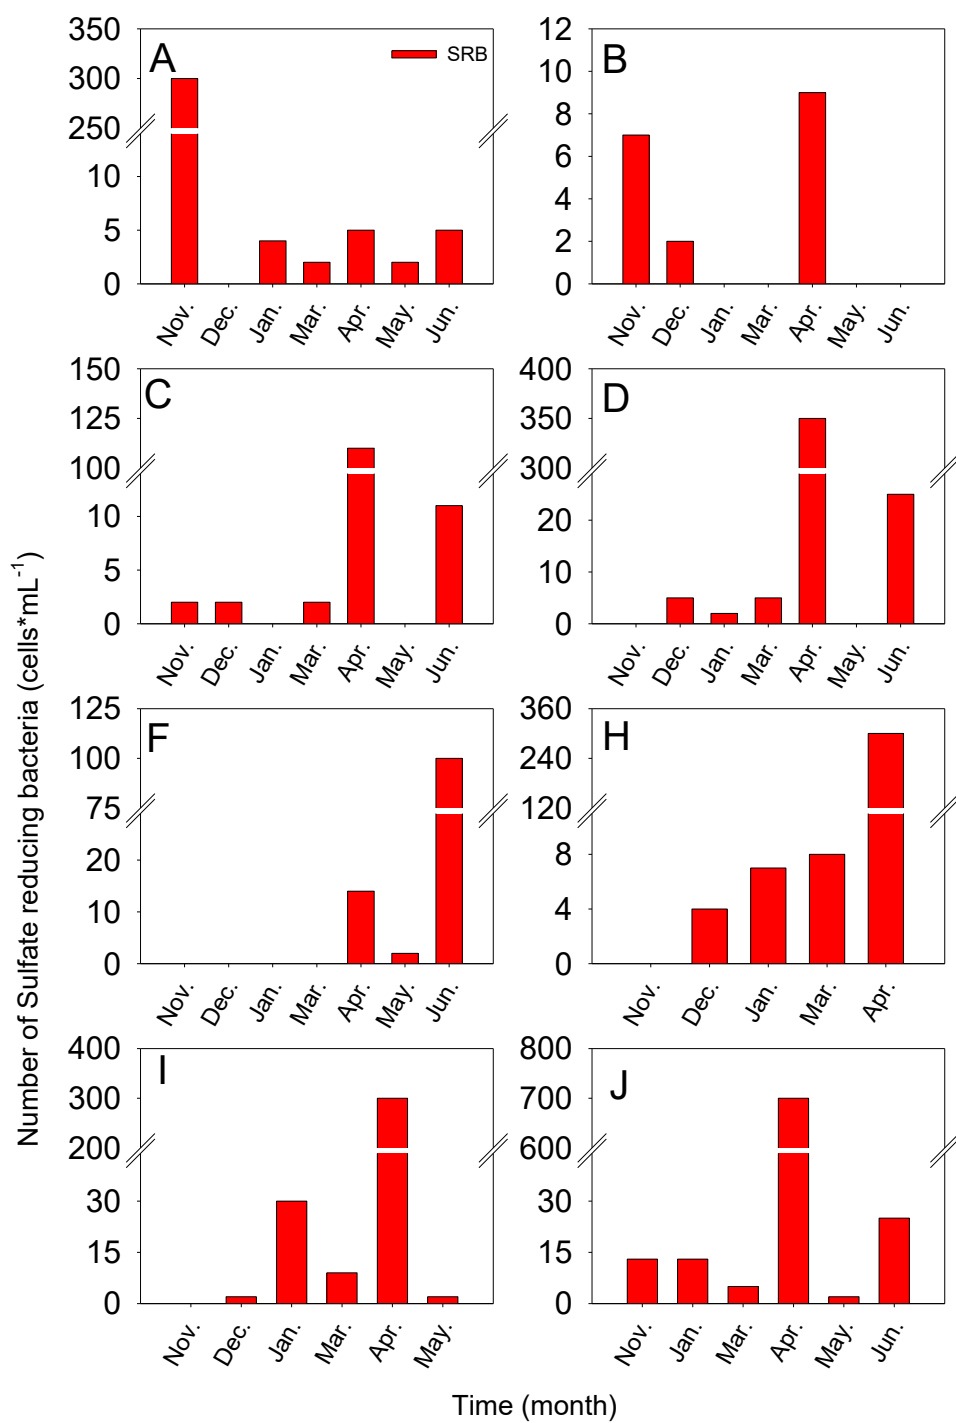 Number of Sulfate reducing bacteria (cells*mL-1)
A
SRB
350
300
250
10
5
0
Nov. Dec. Jan. Mar. Apr. May. Jun.
B
12
10
8
6
4
2
0
Nov. Dec. Jan. Mar. Apr. May. Jun.
C
150
125
100
10
5
0
Nov. Dec. Jan. Mar. Apr. May. Jun.
D
400
350
300
20
10
0
Nov. Dec. Jan. Mar. Apr. May. Jun.
F
125
100
75
20
10
0
Nov. Dec. Jan. Mar. Apr. May. Jun.
H
360
240
120
8
4
0
Nov. Dec. Jan. Mar. Apr.
I
400
300
200
30
15
0
Nov. Dec. Jan. Mar. Apr. May.
J
800
700
600
30
15
0
Nov. Jan. Mar. Apr. May. Jun.
Time (month)